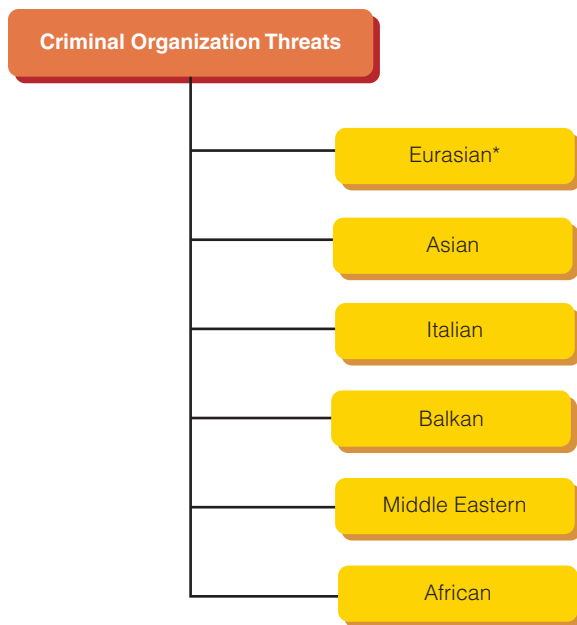 Criminal Organization Threats
Eurasian*
Asian
Italian
Balkan
Middle Eastern
African